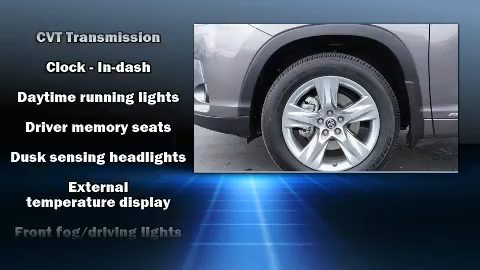 CVT Transmission
Clock - In-dash
Daytime running lights
Driver memory seats
Dusk sensing headlights
External
temperature display
Front fog/driving lights